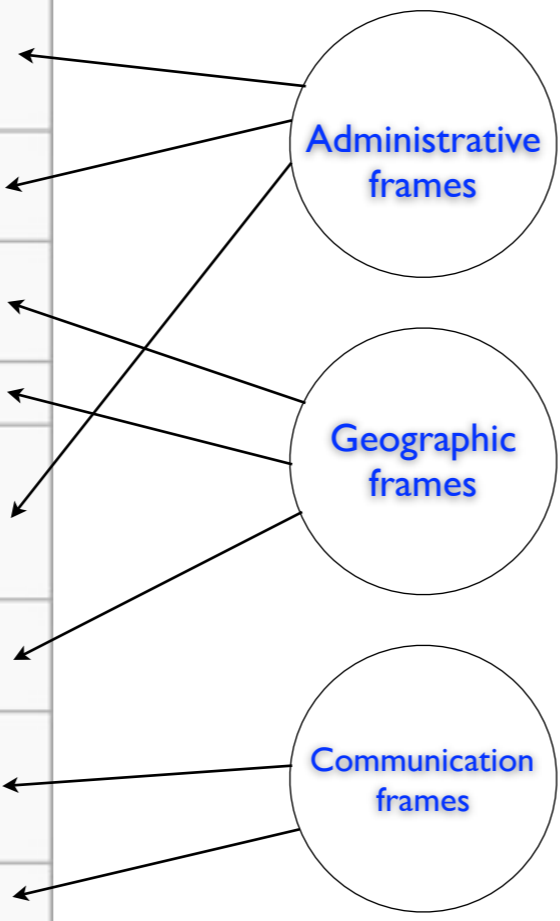 Administrative
frames
Geographic
frames
Communication
frames